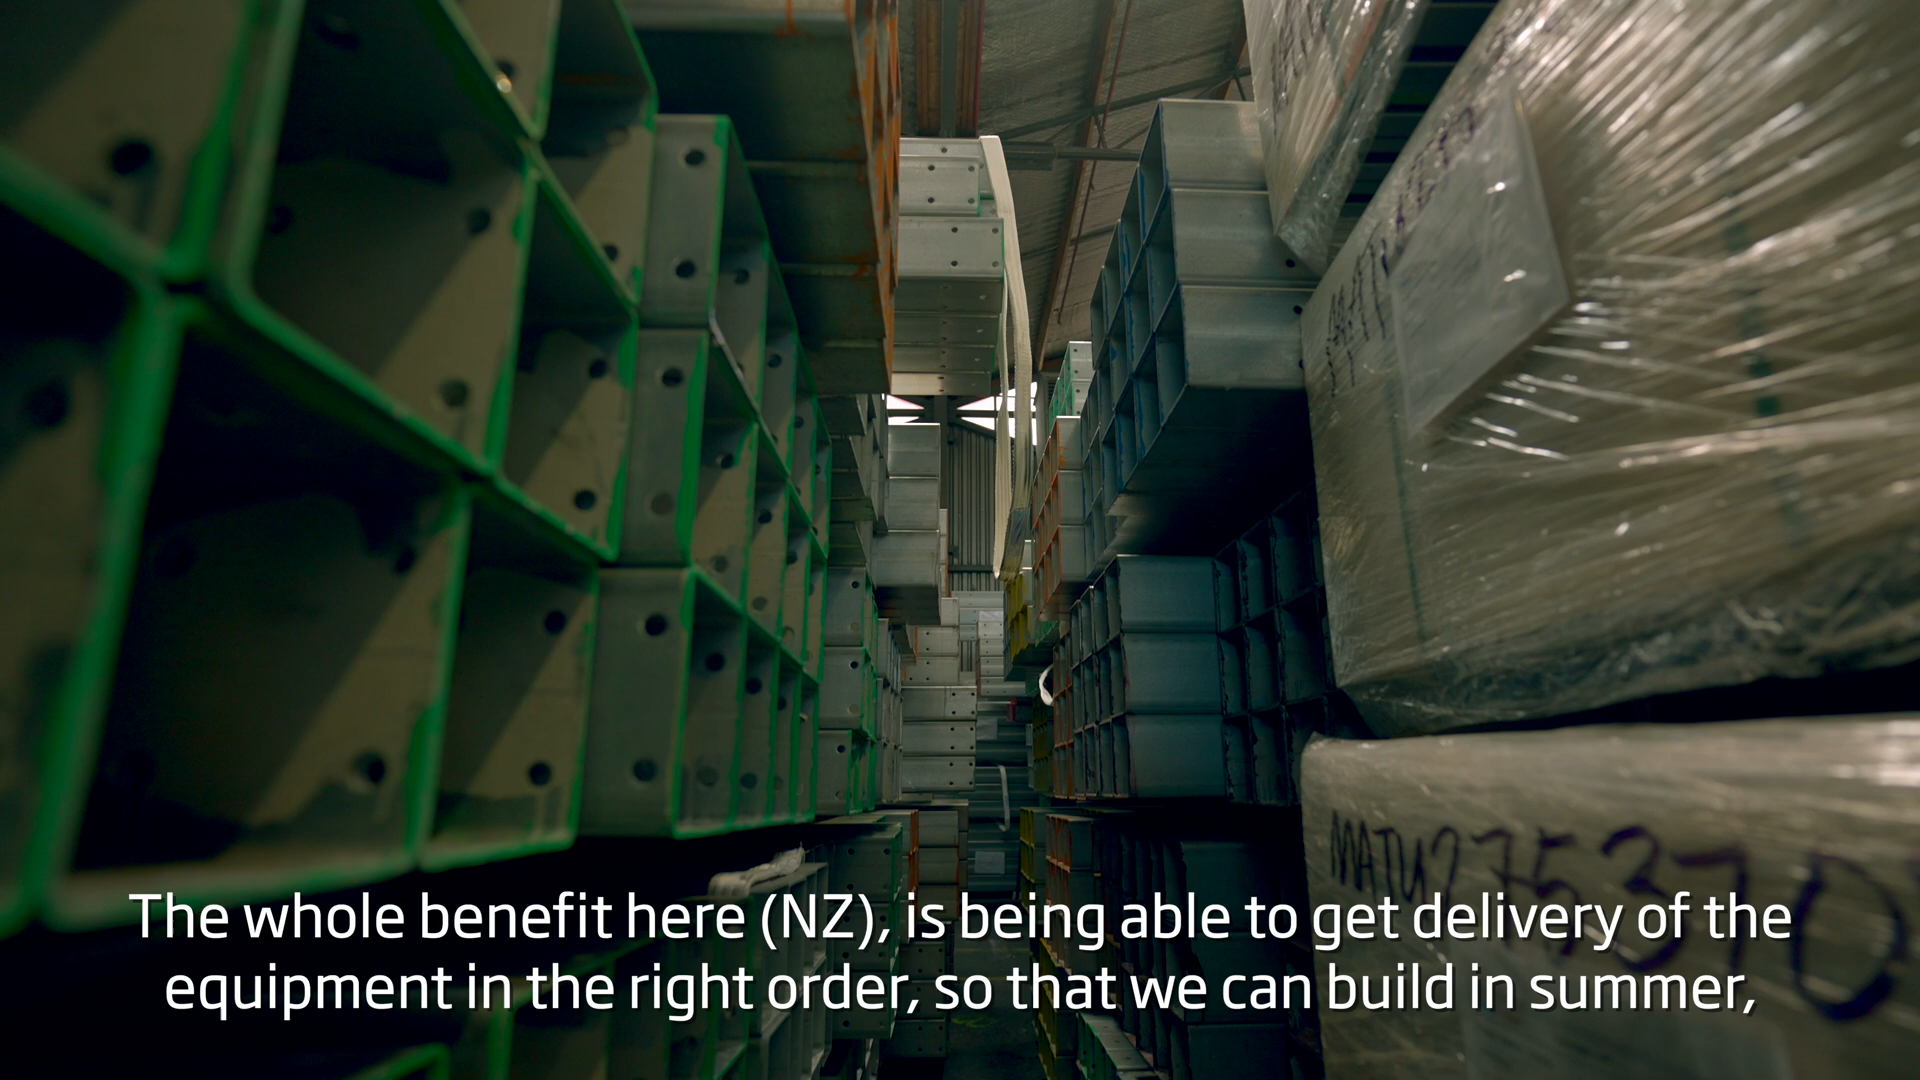 MATU275370
The whole benefit here (NZ), is being able to get delivery of the
equipment in the right order, so that we can build in summer,